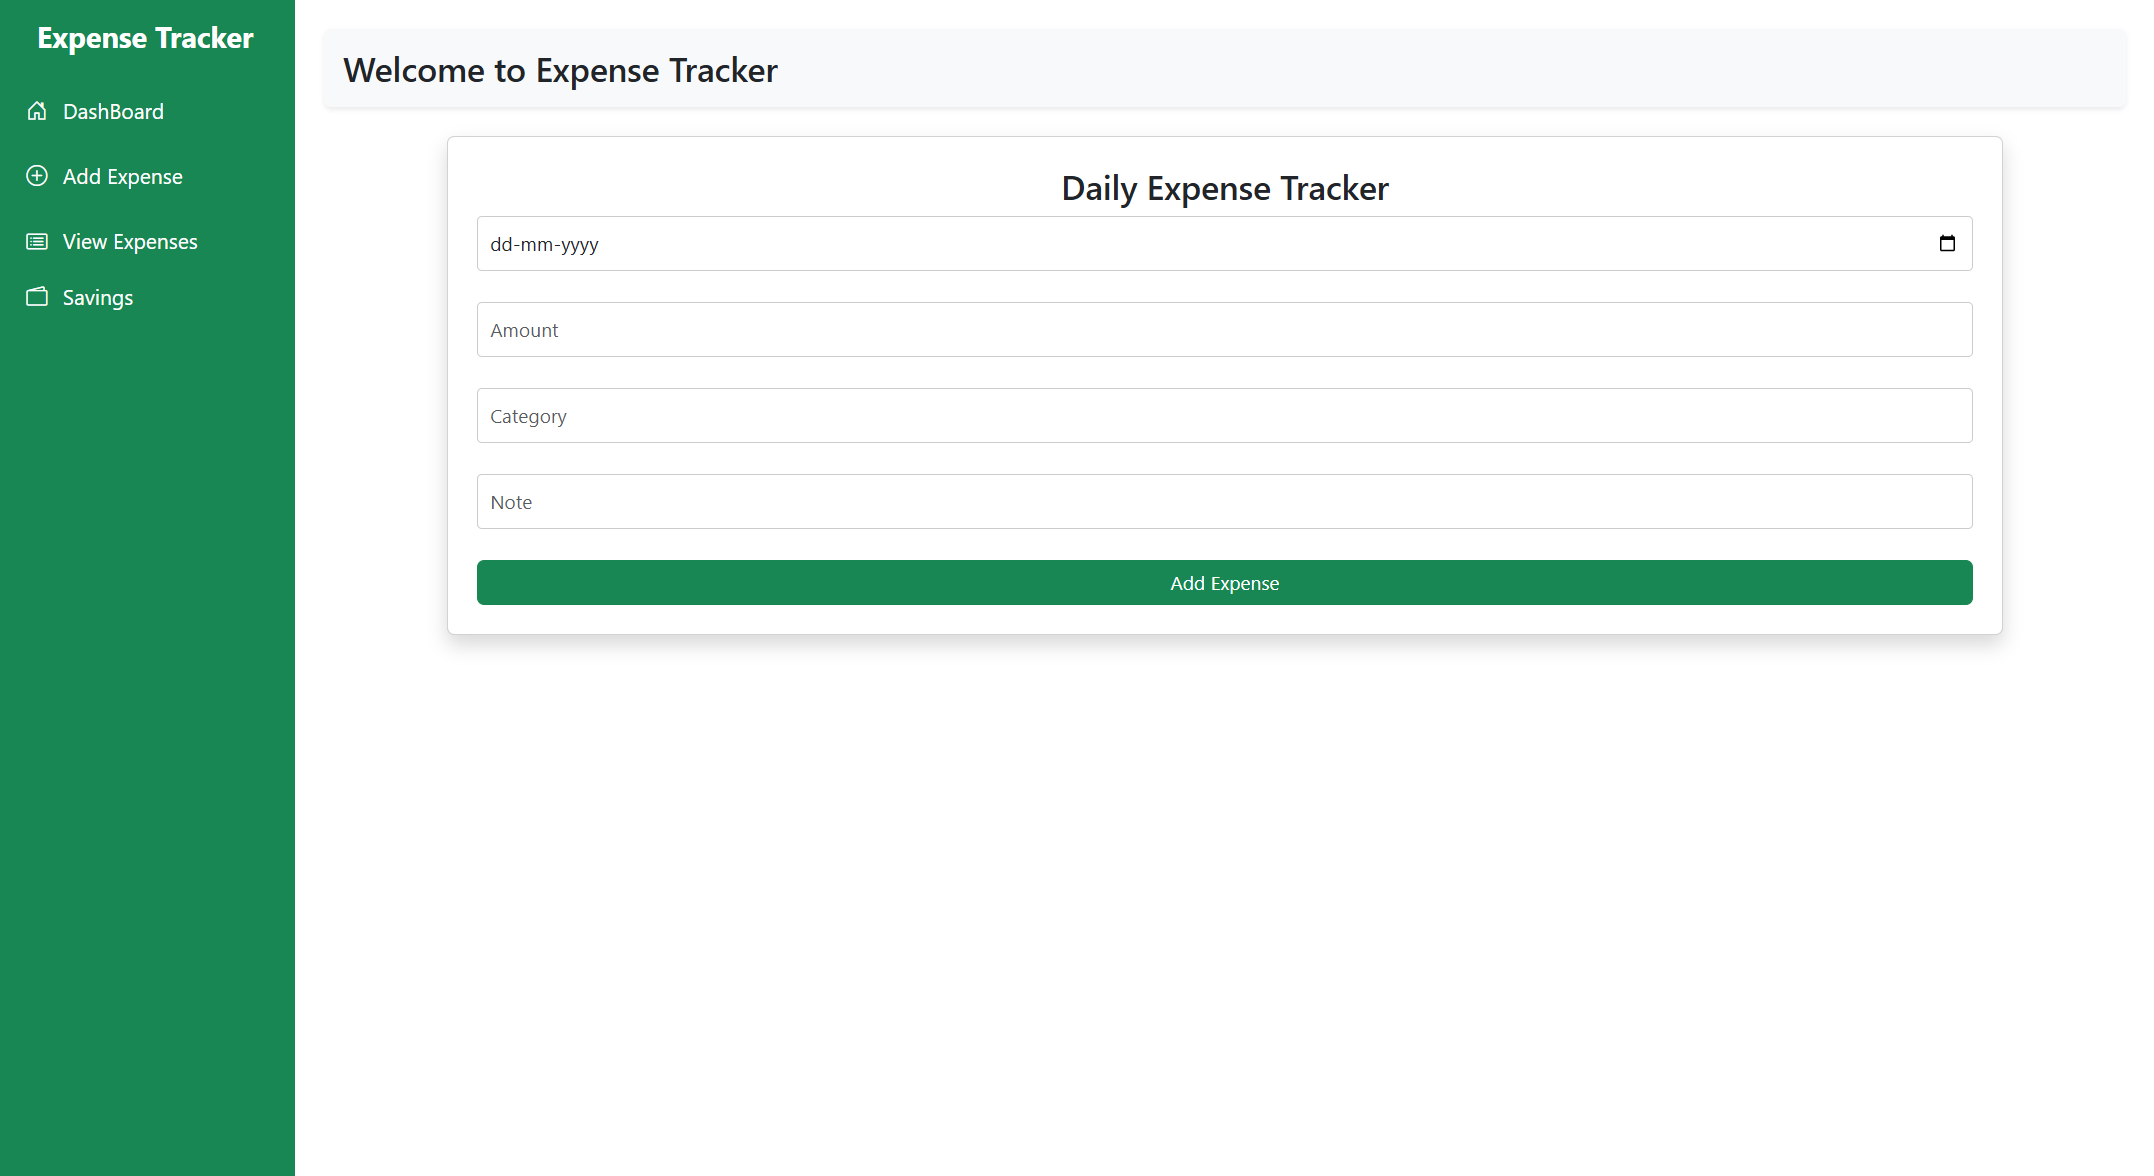 Expense Tracker
DashBoard
Add Expense
View Expenses
Savings
Welcome to Expense Tracker
Daily Expense Tracker
dd-mm-yyyy
Amount
Category
Note
Add Expense